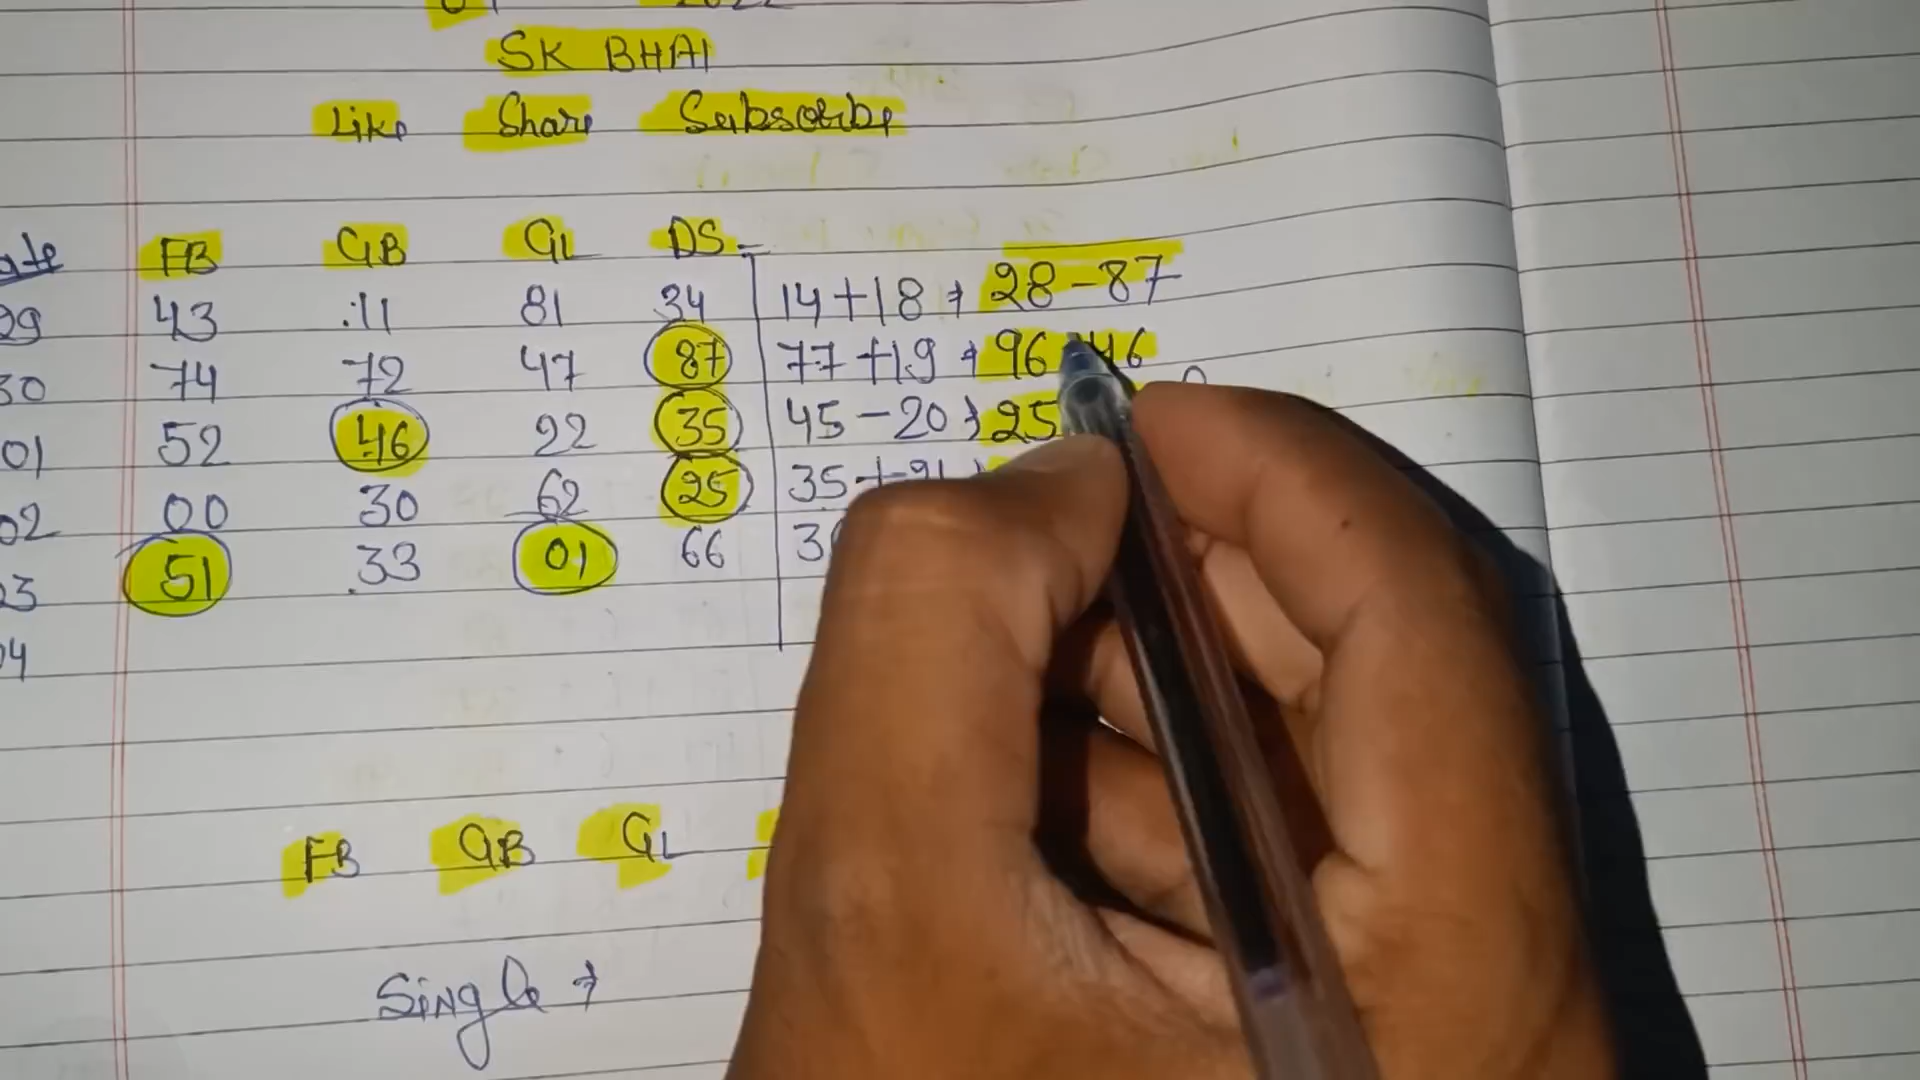 SK BHAI
Like Share Subscribe
FB GB GL DS
29 43 11 81 34 14+18 28-87
30 74 72 47 87 77+19 96 46
01 52 46 22 35 45-20 25
02 00 30 62 25 35+21
03 51 33 01 66
04
FB GB GL
Single